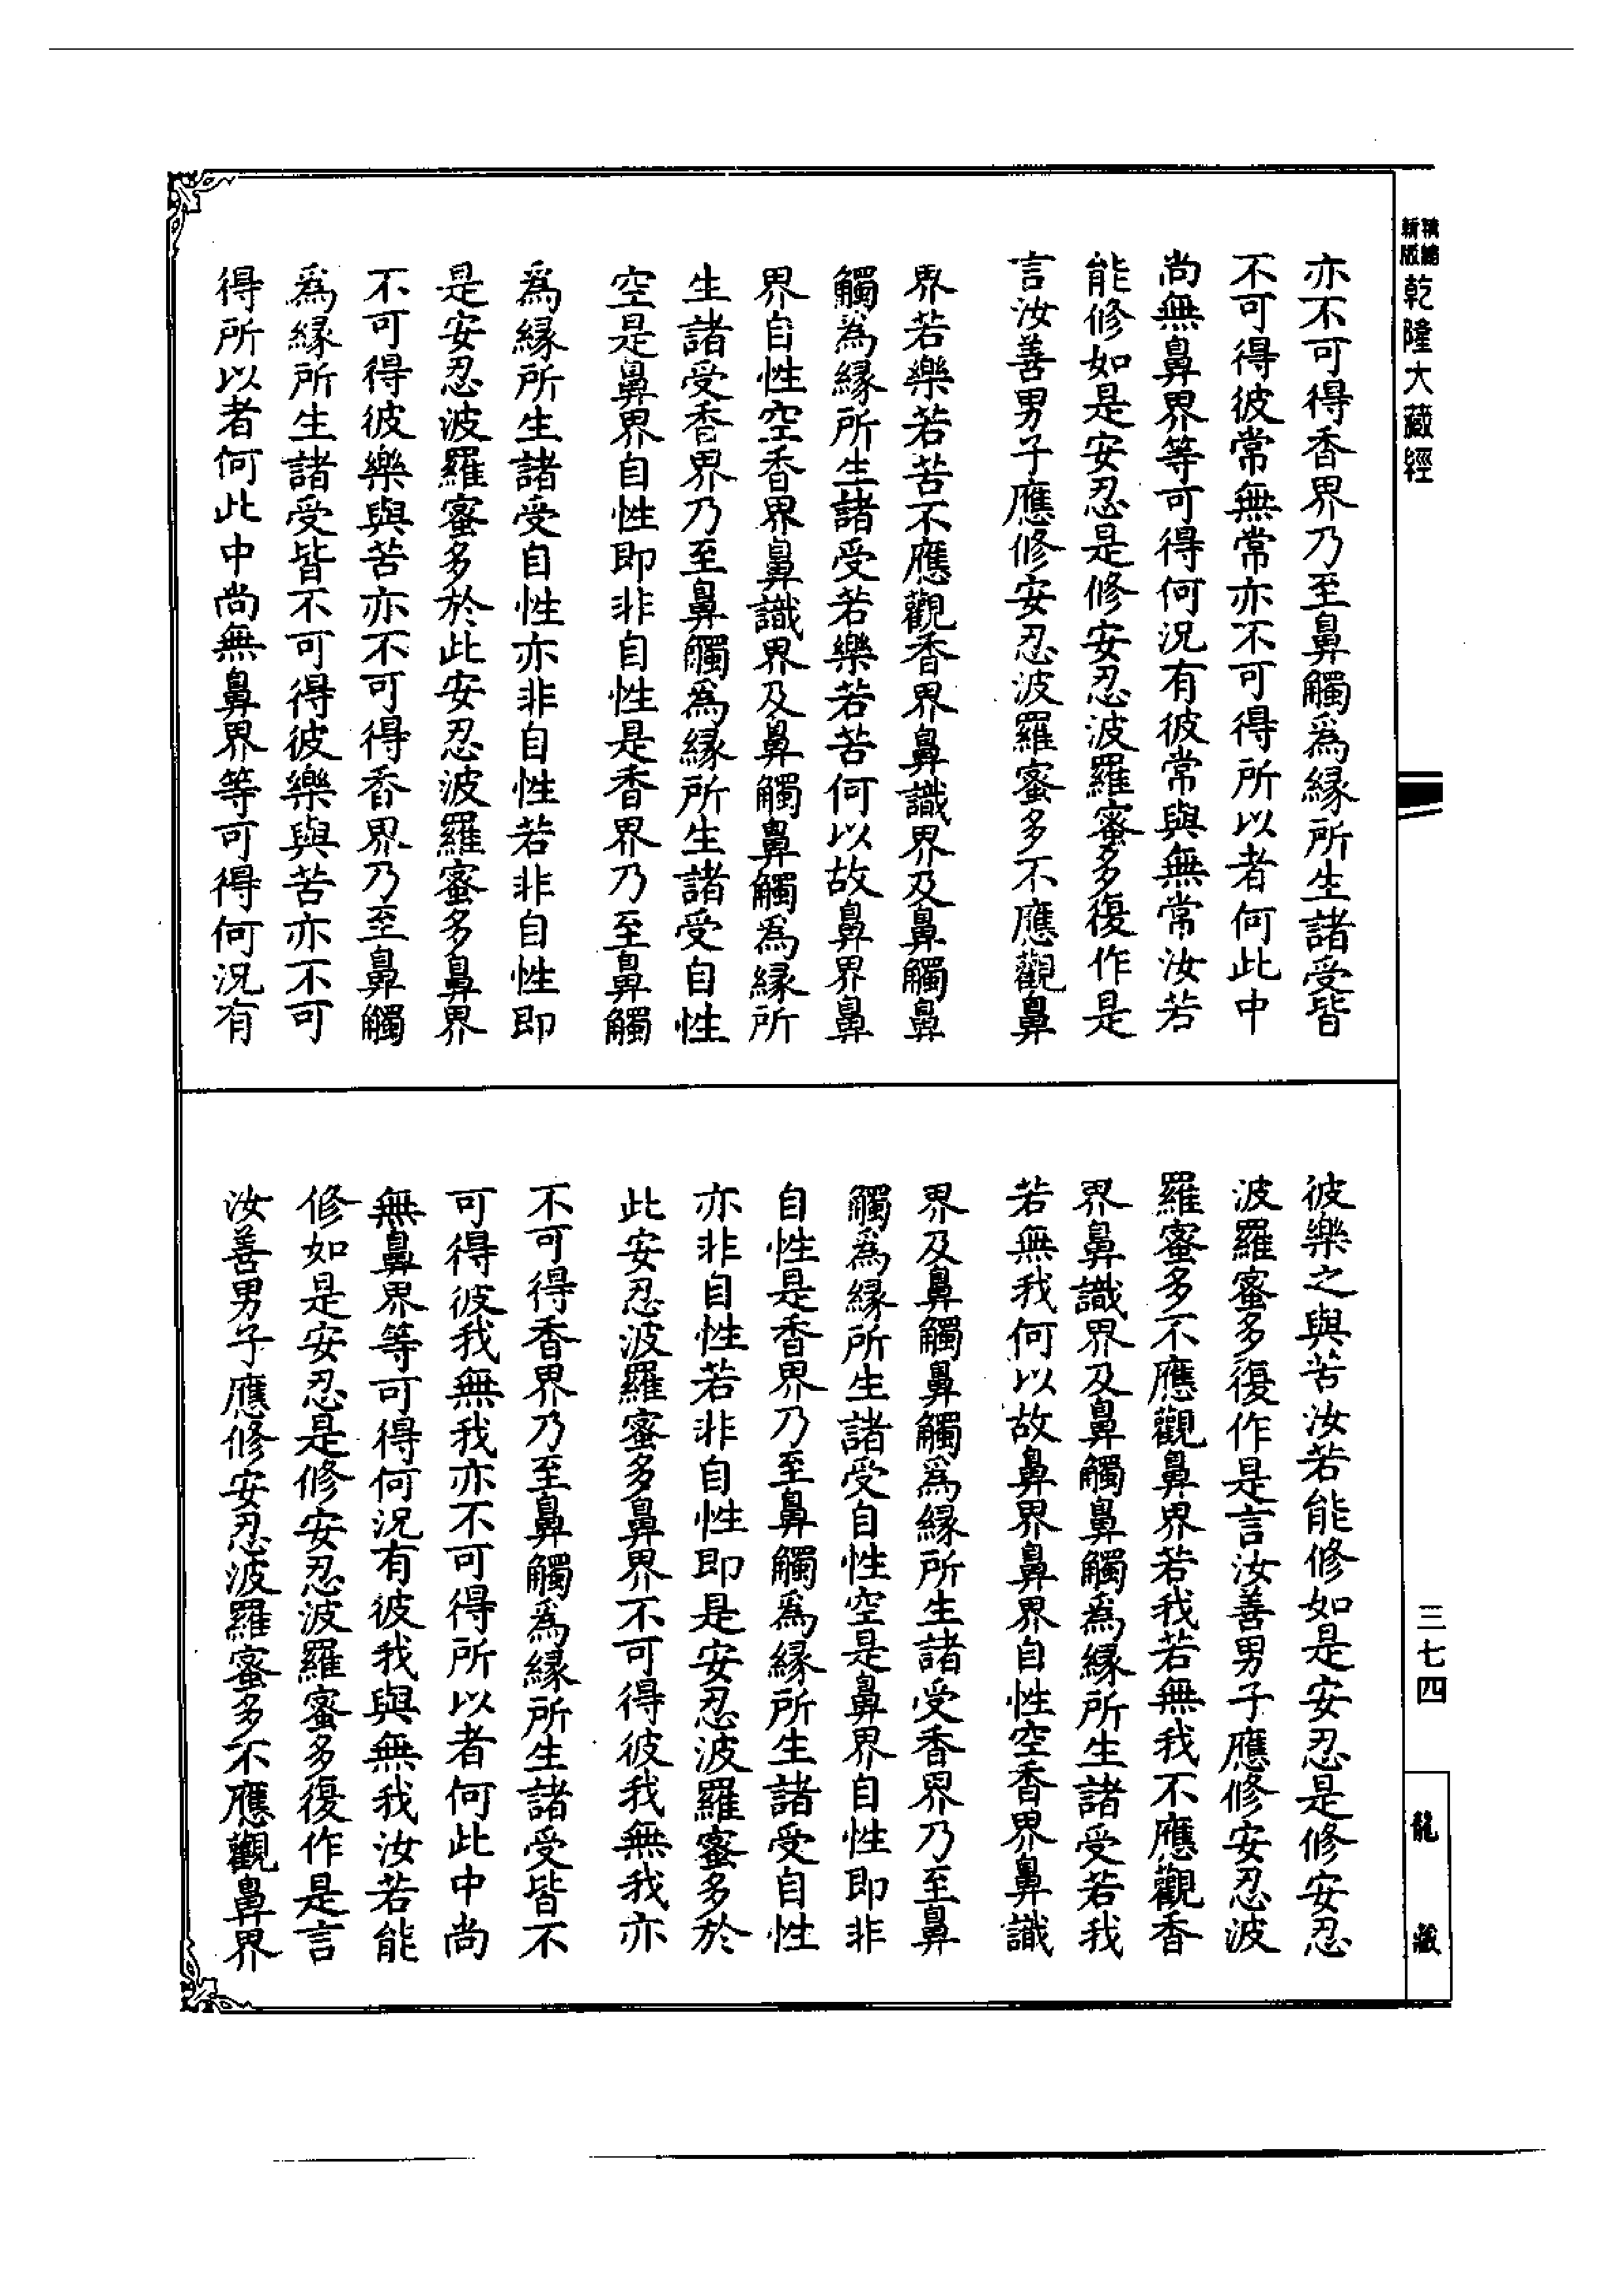 精編
新版
乾隆大藏經
亦不可得香界乃至鼻觸爲縁所生諸受皆
不可得彼常無常亦不可得所以者何此中
尚無鼻界等可得何況有彼常與無常汝若
能修如是安忍是修安忍波羅蜜多復作是
言汝善男子應修安忍波羅蜜多不應觀鼻
界若樂若苦不應觀香界鼻識界及鼻觸鼻
觸爲縁所生諸受若樂若苦何以故鼻界鼻
界自性空香界鼻識界及鼻觸鼻觸爲縁所
生諸受香界乃至鼻觸爲縁所生諸受自性
空是鼻界自性即非自性是香界乃至鼻觸
爲縁所生諸受自性亦非自性若非自性即
是安忍波羅蜜多於此安忍波羅蜜多鼻界
不可得彼樂與苦亦不可得香界乃至鼻觸
爲縁所生諸受皆不可得彼樂與苦亦不可
得所以者何此中尚無鼻界等可得何況有
彼樂之與苦汝若能修如是安忍是修安忍
波羅蜜多復作是言汝善男子應修安忍波
羅蜜多不應觀鼻界若我若無我不應觀香
界鼻識界及鼻觸鼻觸爲縁所生諸受若我
若無我何以故鼻界鼻界自性空香界鼻識
界及鼻觸鼻觸爲縁所生諸受香界乃至鼻
觸爲縁所生諸受自性空是鼻界自性即非
自性是香界乃至鼻觸爲縁所生諸受自性
亦非自性若非自性即是安忍波羅蜜多於
此安忍波羅蜜多鼻界不可得彼我無我亦
不可得香界乃至鼻觸爲縁所生諸受皆不
可得彼我無我亦不可得所以者何此中尚
無鼻界等可得何況有彼我與無我汝若能
修如是安忍是修安忍波羅蜜多復作是言
汝善男子應修安忍波羅蜜多不應觀鼻界
三七四
龍藏